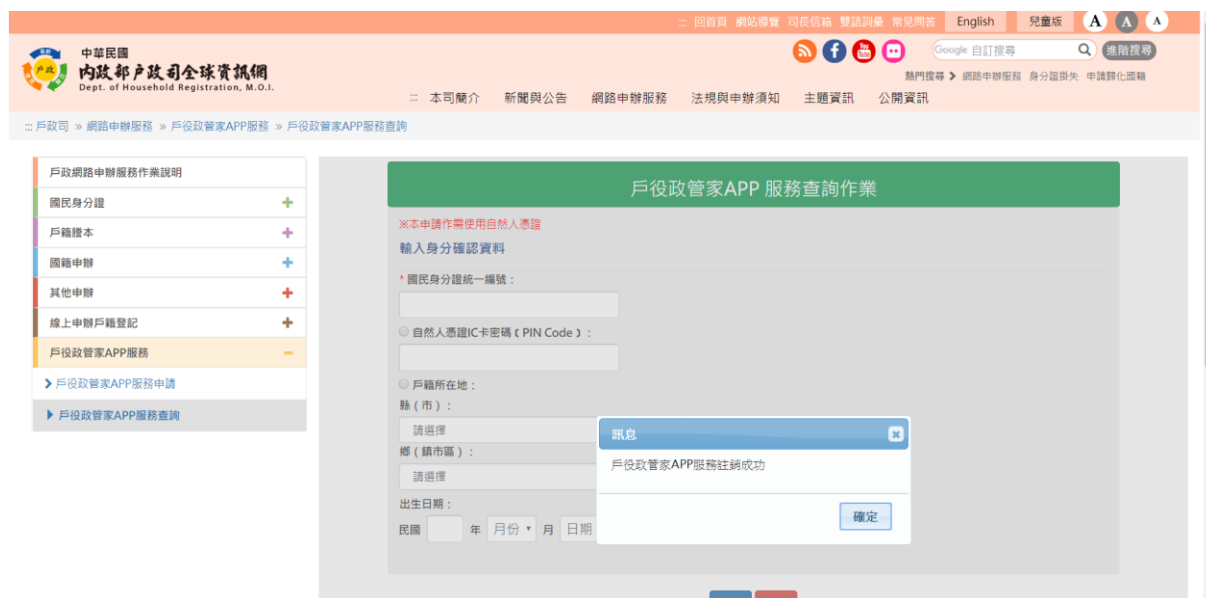 ::: 回首頁 網站導覽 司長信箱 雙語詞彙 常見問答 English 兒童版 A A A
戶政
中華民國
內政部戶政司全球資訊網
Dept. of Household Registration, M.O.I.
You Tube
Google 自訂搜尋 進階搜尋
熱門搜尋 網路申辦服務 身分證掛失 申請歸化國籍
::: 本司簡介 新聞與公告 網路申辦服務 法規與申辦須知 主題資訊 公開資訊
::: 戶政司 » 網路申辦服務 » 戶役政管家APP服務 » 戶役政管家APP服務查詢
戶政網路申辦服務作業說明
國民身分證
戶籍謄本
國籍申辦
其他申辦
線上申辦戶籍登記
戶役政管家APP服務
戶役政管家APP服務申請
戶役政管家APP服務查詢
戶役政管家APP 服務查詢作業
※本申請作需使用自然人憑證
輸入身分確認資料
* 國民身分證統一編號：
自然人憑證IC卡密碼﹝PIN Code﹞：
戶籍所在地：
縣（市）：
請選擇
鄉（鎮市區）：
請選擇
出生日期：
民國 年 月份 月 日期
訊息
戶役政管家APP服務註銷成功
確定